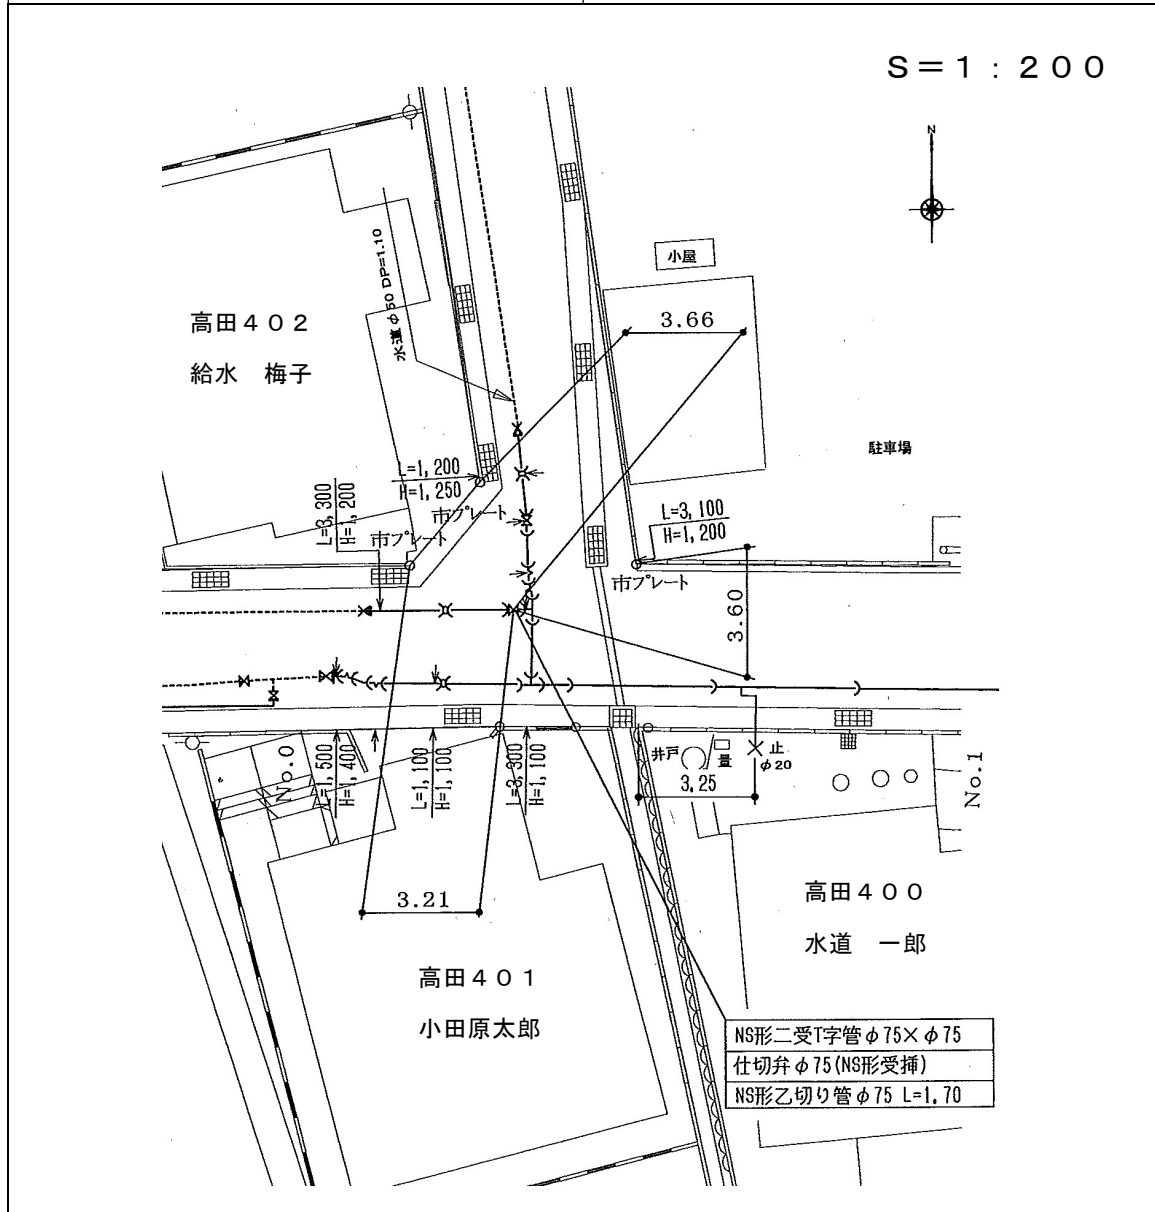 S＝1：200
N
小屋
3.66
水道φ50 DP=1.10
高田４０２
給水　梅子
駐車場
L=1,200
H=1,250
市プレート
L=3,300
H=1,200
市プレート
L=3,100
H=1,200
市プレート
3.60
No.0
L=1,500
H=1,400
L=1,100
H=1,100
L=3,300
H=1,100
井戸
量
止
φ20
3.25
No.1
3.21
高田４００
水道　一郎
高田４０１
小田原太郎
NS形二受T字管φ75×φ75
仕切弁φ75(NS形受挿)
NS形乙切り管φ75 L=1.70